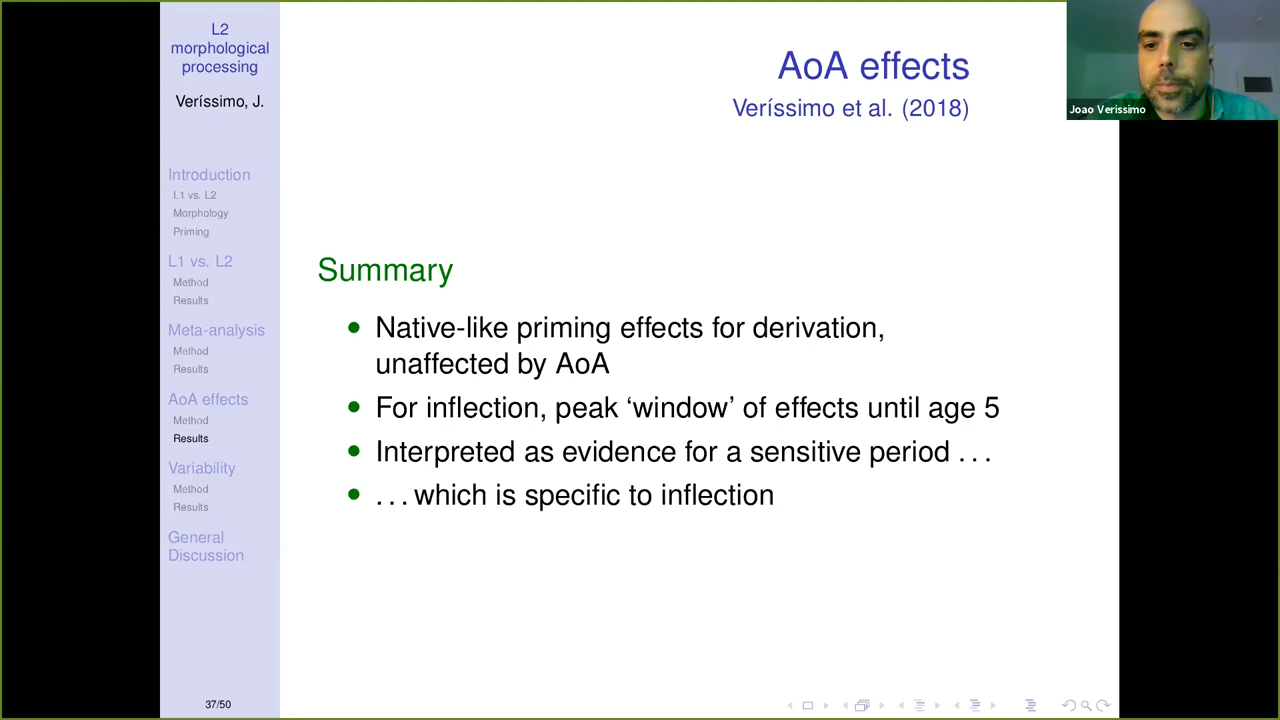 L2
morphological
processing
Veríssimo, J.
Introduction
L1 vs. L2
Morphology
Priming
L1 vs. L2
Method
Results
Meta-analysis
Method
Results
AoA effects
Method
Results
Variability
Method
Results
General
Discussion
37/50
AoA effects
Veríssimo et al. (2018)
Summary
• Native-like priming effects for derivation,
unaffected by AoA
• For inflection, peak ‘window’ of effects until age 5
• Interpreted as evidence for a sensitive period . . .
• . . . which is specific to inflection
Joao Verissimo